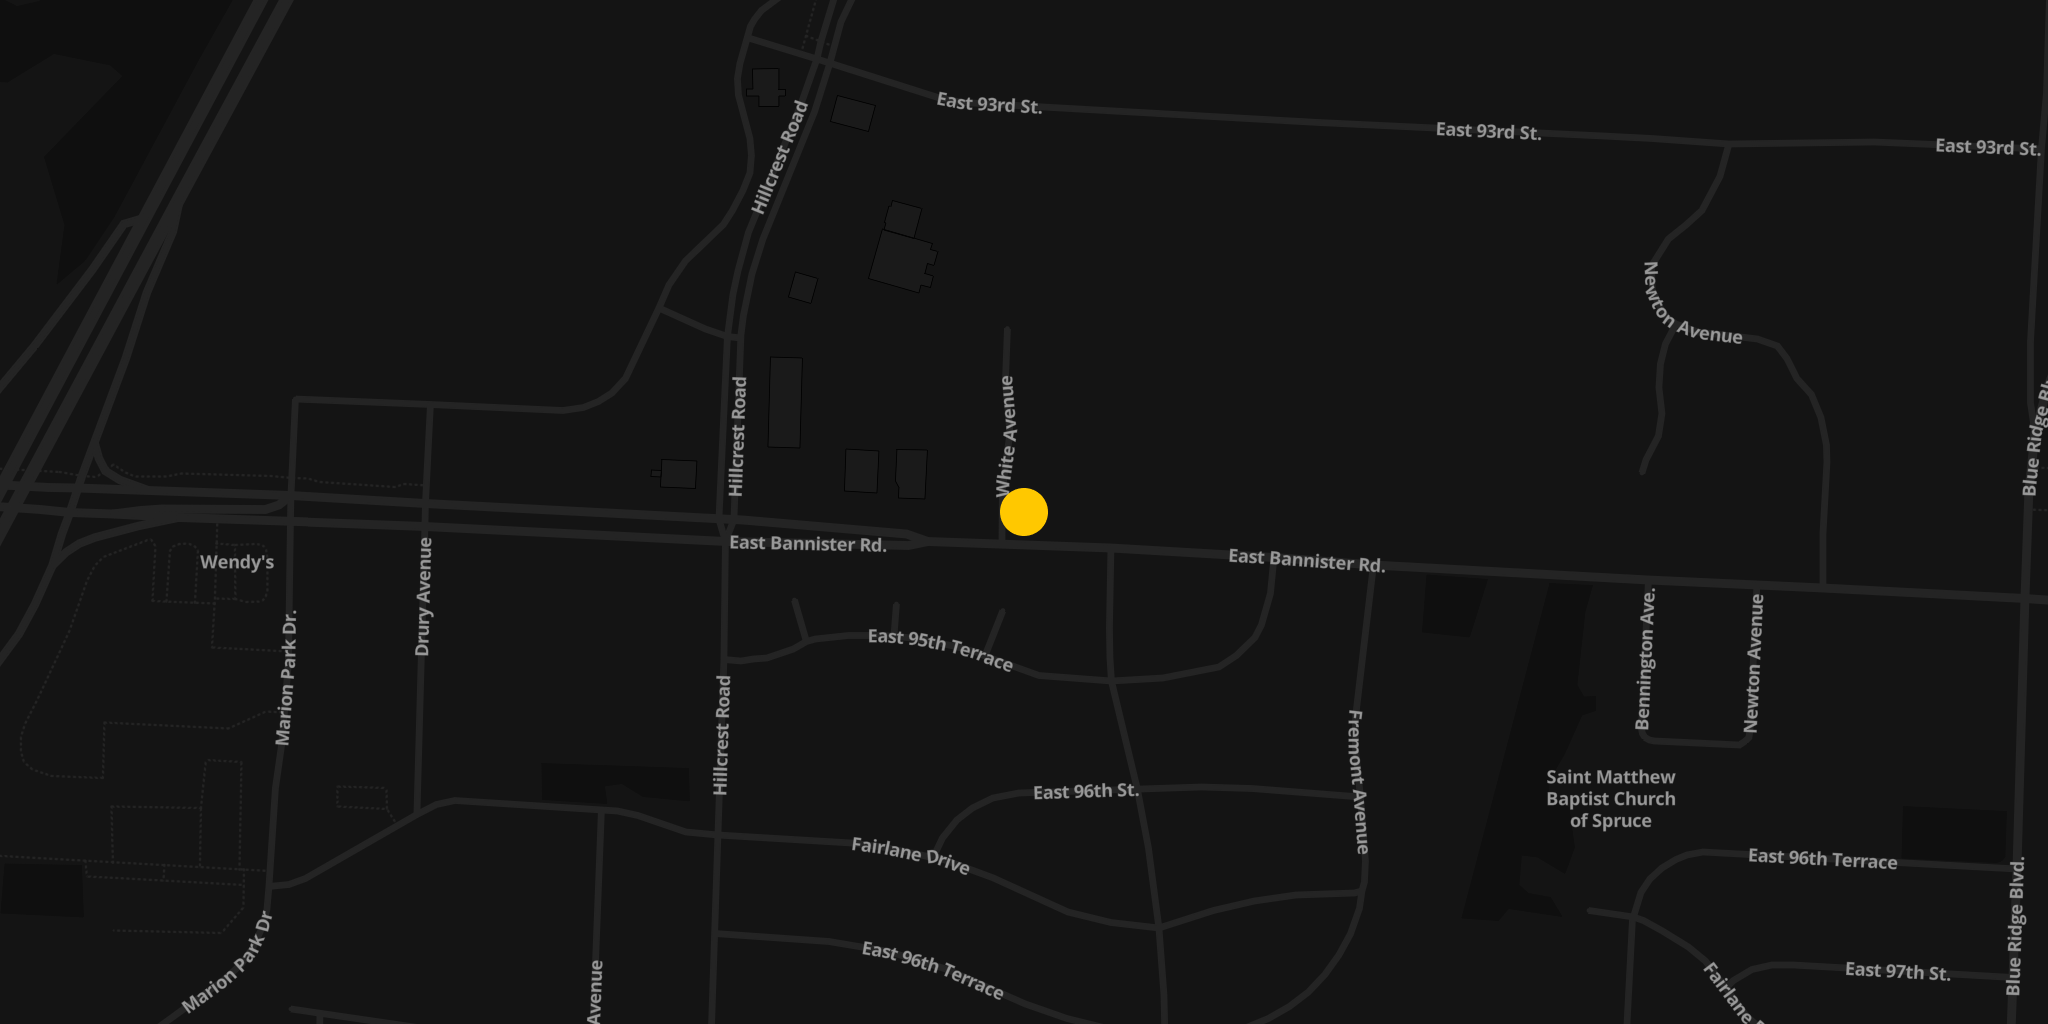 East 93rd St.
East 93rd St.
East 93rd St.
Hillcrest Road
Newton Avenue
Hillcrest Road
White Avenue
Blue Ridge
East Bannister Rd.
East Bannister Rd.
Wendy's
Drury Avenue
Marion Park Dr.
East 95th Terrace
Bennington Ave.
Newton Avenue
Hillcrest Road
Fremont Avenue
Saint Matthew
Baptist Church
of Spruce
East 96th St.
Fairlane Drive
East 96th Terrace
Blue Ridge Blvd.
Marion Park Dr
East 96th Terrace
Avenue
East 97th St.
Fairlane